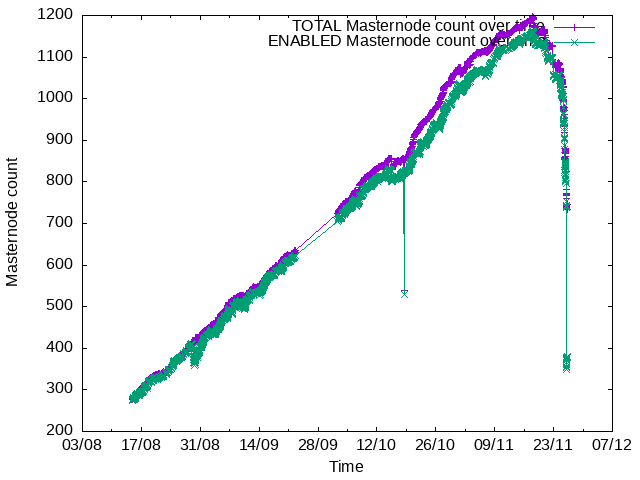 1200
1100
1000
900
800
700
600
500
400
300
200
03/08 17/08 31/08 14/09 28/09 12/10 26/10 09/11 23/11 07/12
Time
Masternode count
TOTAL Masternode count over time
ENABLED Masternode count over